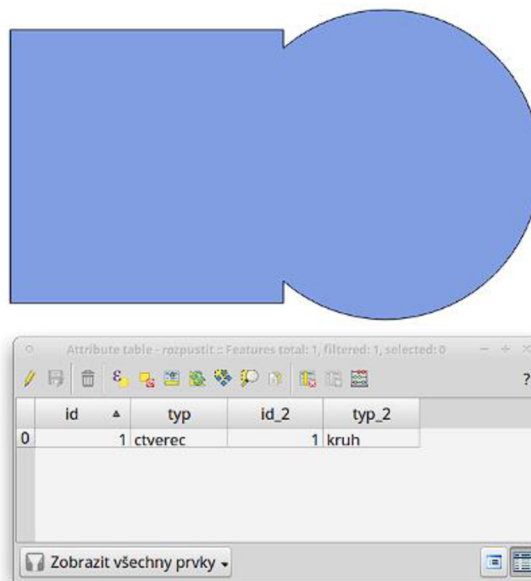 Attribute table - rozpustit :: Features total: 1, filtered: 1, selected: 0
?
id typ id_2 typ_2
0 1 ctverec 1 kruh
Zobrazit všechny prvky